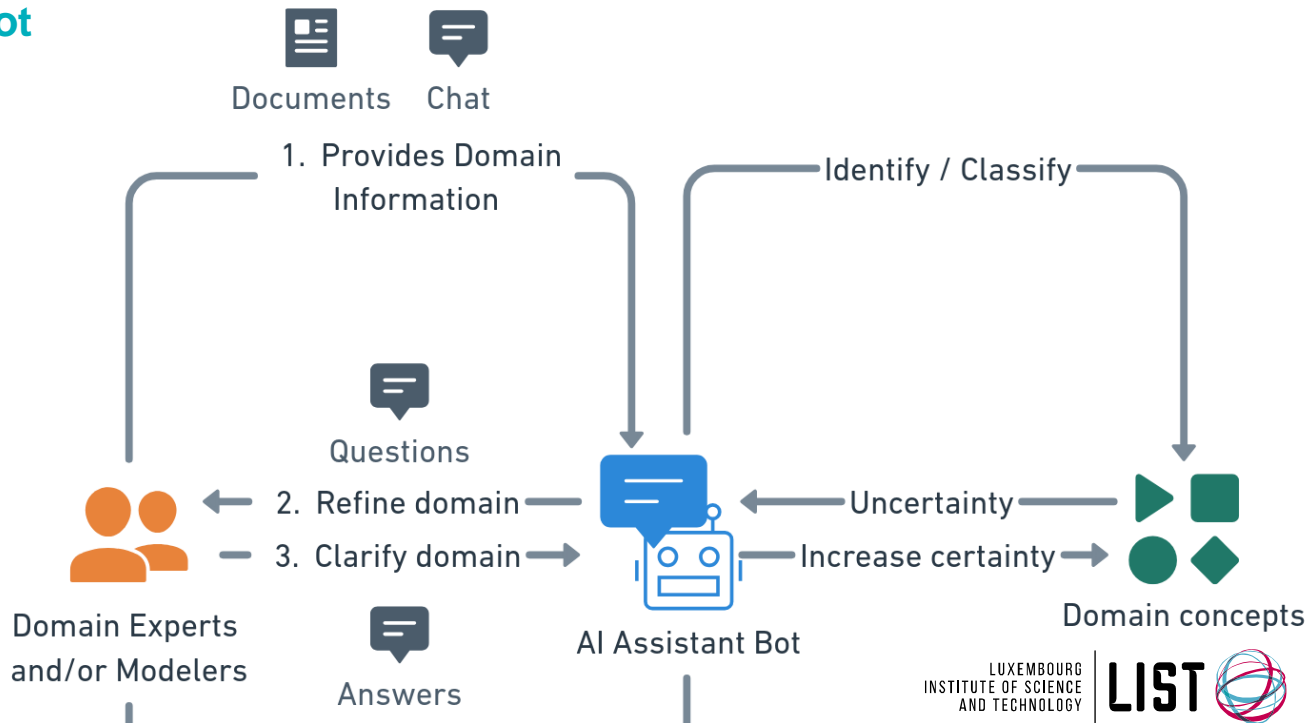 ot
Documents
Chat
1. Provides Domain
Information
Identify / Classify
Questions
2. Refine domain
Uncertainty
3. Clarify domain
Increase certainty
Domain Experts
and/or Modelers
Answers
AI Assistant Bot
Domain concepts
LUXEMBOURG
INSTITUTE OF SCIENCE
AND TECHNOLOGY
LIST